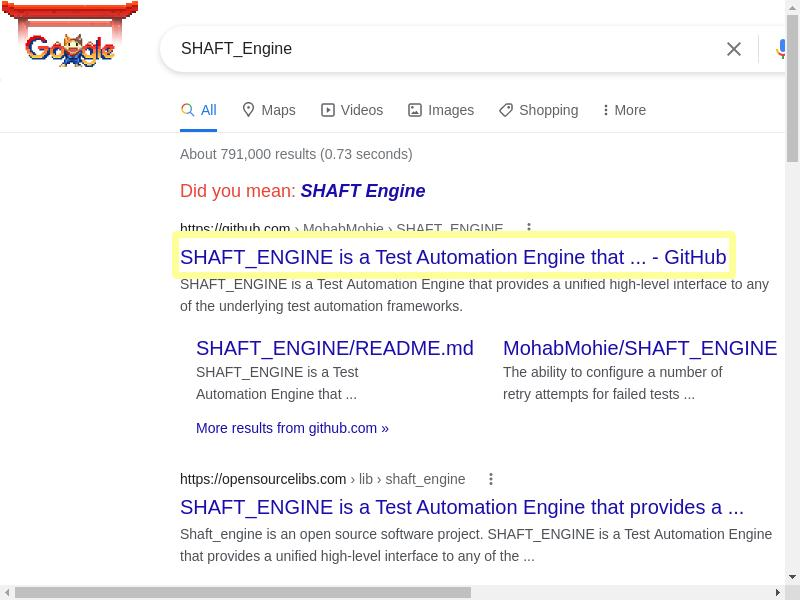 Google
SHAFT_Engine
All Maps Videos Images Shopping More
About 791,000 results (0.73 seconds)
Did you mean: SHAFT Engine
https://github.com › MohabMohie › SHAFT_ENGINE
SHAFT_ENGINE is a Test Automation Engine that ... - GitHub
SHAFT_ENGINE is a Test Automation Engine that provides a unified high-level interface to any
of the underlying test automation frameworks.
SHAFT_ENGINE/README.md
SHAFT_ENGINE is a Test
Automation Engine that ...
MohabMohie/SHAFT_ENGINE
The ability to configure a number of
retry attempts for failed tests ...
More results from github.com »
https://opensourcelibs.com › lib › shaft_engine
SHAFT_ENGINE is a Test Automation Engine that provides a ...
Shaft_engine is an open source software project. SHAFT_ENGINE is a Test Automation Engine
that provides a unified high-level interface to any of the ...